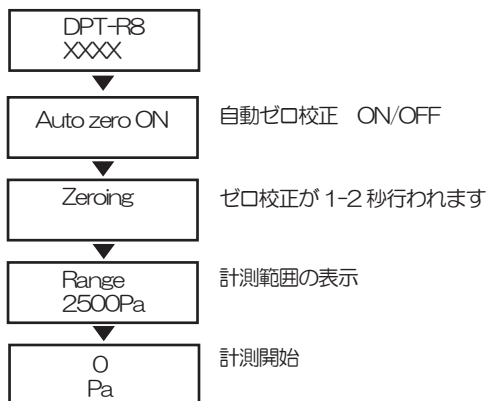 DPT-R8
XXXX
Auto zero ON
自動ゼロ校正　ON/OFF
Zeroing
ゼロ校正が 1-2 秒行われます
Range
2500Pa
計測範囲の表示
0
Pa
計測開始